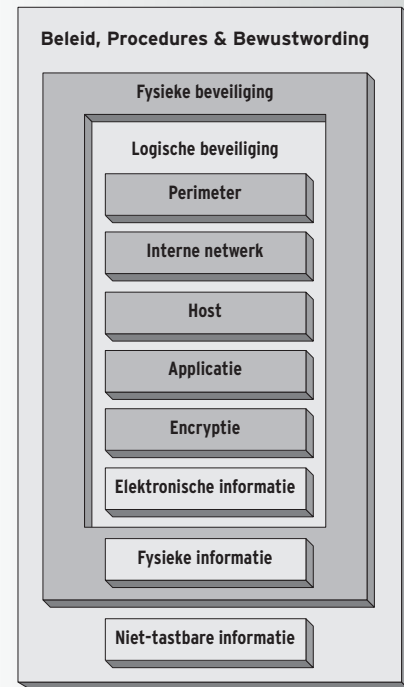 Beleid, Procedures & Bewustwording
Fysieke beveiliging
Logische beveiliging
Perimeter
Interne netwerk
Host
Applicatie
Encryptie
Elektronische informatie
Fysieke informatie
Niet-tastbare informatie